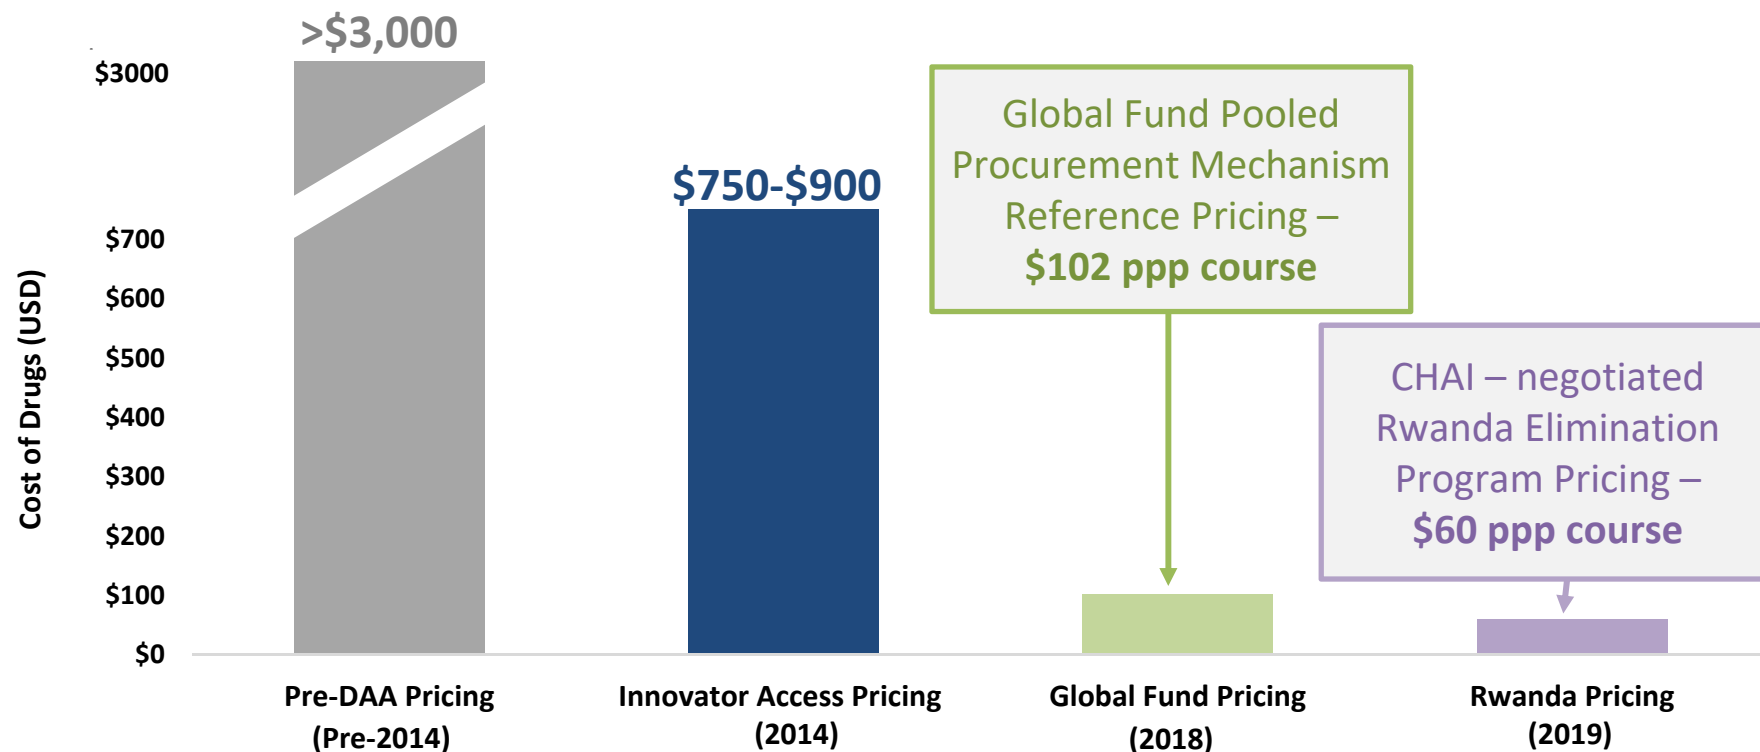 >$3,000
$3000
$750-$900
$700
$600
$500
$400
$300
$200
$100
$0
Cost of Drugs (USD)
Global Fund Pooled
Procurement Mechanism
Reference Pricing –
$102 ppp course
CHAI – negotiated
Rwanda Elimination
Program Pricing –
$60 ppp course
Pre-DAA Pricing
(Pre-2014)
Innovator Access Pricing
(2014)
Global Fund Pricing
(2018)
Rwanda Pricing
(2019)